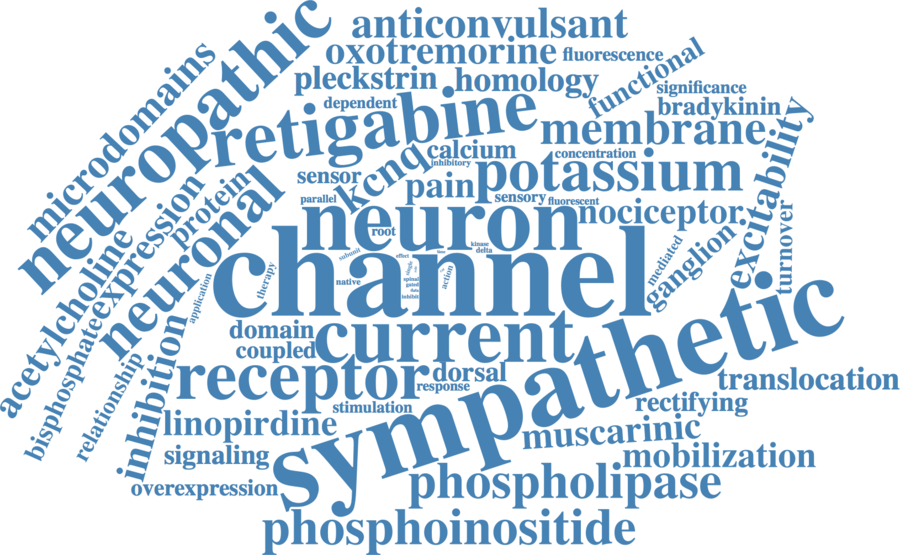 anticonvulsant
oxotremorine
fluorescence
pleckstrin
homology
functional
significance
dependent
bradykinin
microdomains
neuropathic
retigabine
membrane
excitability
calcium
concentration
inhibitory
sensor
kcnq
pain
potassium
protein
parallel
sensory
fluorescent
nociceptor
neuronal
neuron
root
expression
acetylcholine
bisphosphate
kinase
delta
subunit
effect
mediated
ganglion
turnover
channel
therapy
application
native
single
optimal
gated
data
action
domain
current
coupled
sympathetic
relationship
inhibition
receptor
dorsal
response
translocation
stimulation
rectifying
linopirdine
muscarinic
signaling
mobilization
overexpression
phospholipase
phosphoinositide